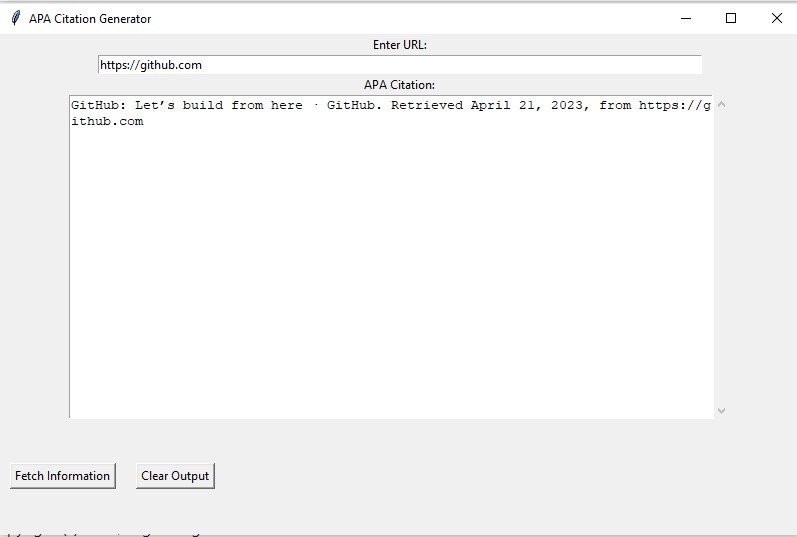 APA Citation Generator
Enter URL:
https://github.com
APA Citation:
GitHub: Let’s build from here · GitHub. Retrieved April 21, 2023, from https://g
ithub.com
Fetch Information
Clear Output